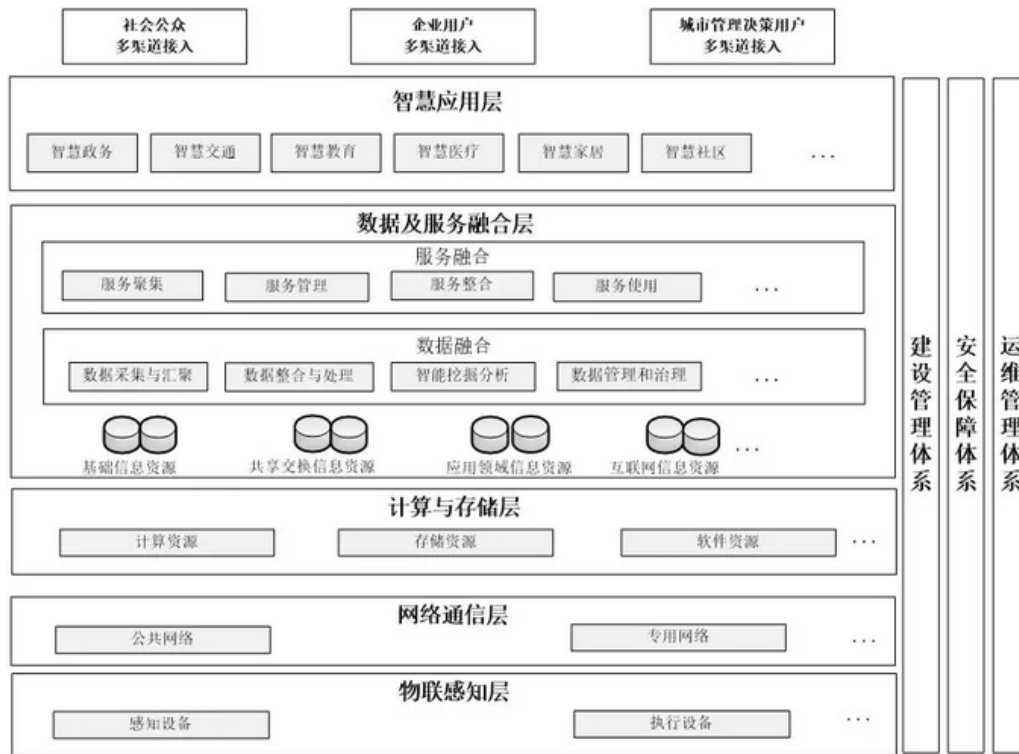 社会公众
多渠道接入
企业用户
多渠道接入
城市管理决策用户
多渠道接入
智慧应用层
智慧政务
智慧交通
智慧教育
智慧医疗
智慧家居
智慧社区
...
数据及服务融合层
服务融合
服务聚集
服务管理
服务整合
服务使用
...
数据融合
数据采集与汇聚
数据整合与处理
智能挖掘分析
数据管理和治理
...
基础信息资源
共享交换信息资源
应用领域信息资源
互联网信息资源
...
计算与存储层
计算资源
存储资源
软件资源
...
网络通信层
公共网络
专用网络
...
物联感知层
感知设备
执行设备
...
建设管理体系
安全保障体系
运维管理体系